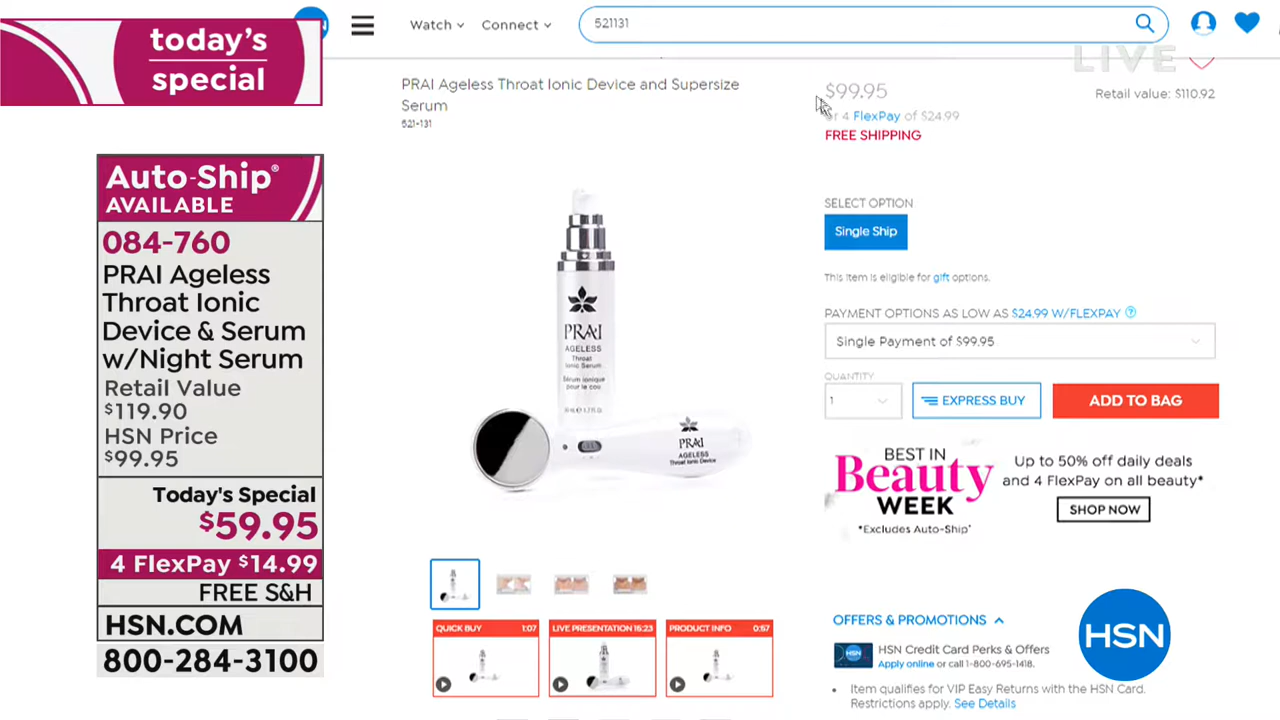 today's
special
Auto-Ship®
AVAILABLE
084-760
PRAI Ageless
Throat Ionic
Device & Serum
w/Night Serum
Retail Value
$119.90
HSN Price
$99.95
Today's Special
$59.95
4 FlexPay $14.99
FREE S&H
HSN.COM
800-284-3100
Watch
Connect
521131
LIVE
PRAI Ageless Throat Ionic Device and Supersize
Serum
521-131
PRAI
AGELESS
Throat
Ionic Serum
Sérum ionique
pour le cou
PRAI
AGELESS
Throat Ionic Device
QUICK BUY 1:07
LIVE PRESENTATION 15:23
PRODUCT INFO 0:57
$99.95
Retail value: $110.92
or 4 FlexPay of $24.99
FREE SHIPPING
SELECT OPTION
Single Ship
This item is eligible for gift options.
PAYMENT OPTIONS AS LOW AS $24.99 W/FLEXPAY ?
Single Payment of $99.95
QUANTITY
1
EXPRESS BUY
ADD TO BAG
BEST IN
Beauty
WEEK
*Excludes Auto-Ship®
Up to 50% off daily deals
and 4 FlexPay on all beauty*
SHOP NOW
OFFERS & PROMOTIONS
HSN
HSN Credit Card Perks & Offers
Apply online or call 1-800-695-1418.
HSN
• Item qualifies for VIP Easy Returns with the HSN Card.
Restrictions apply. See Details